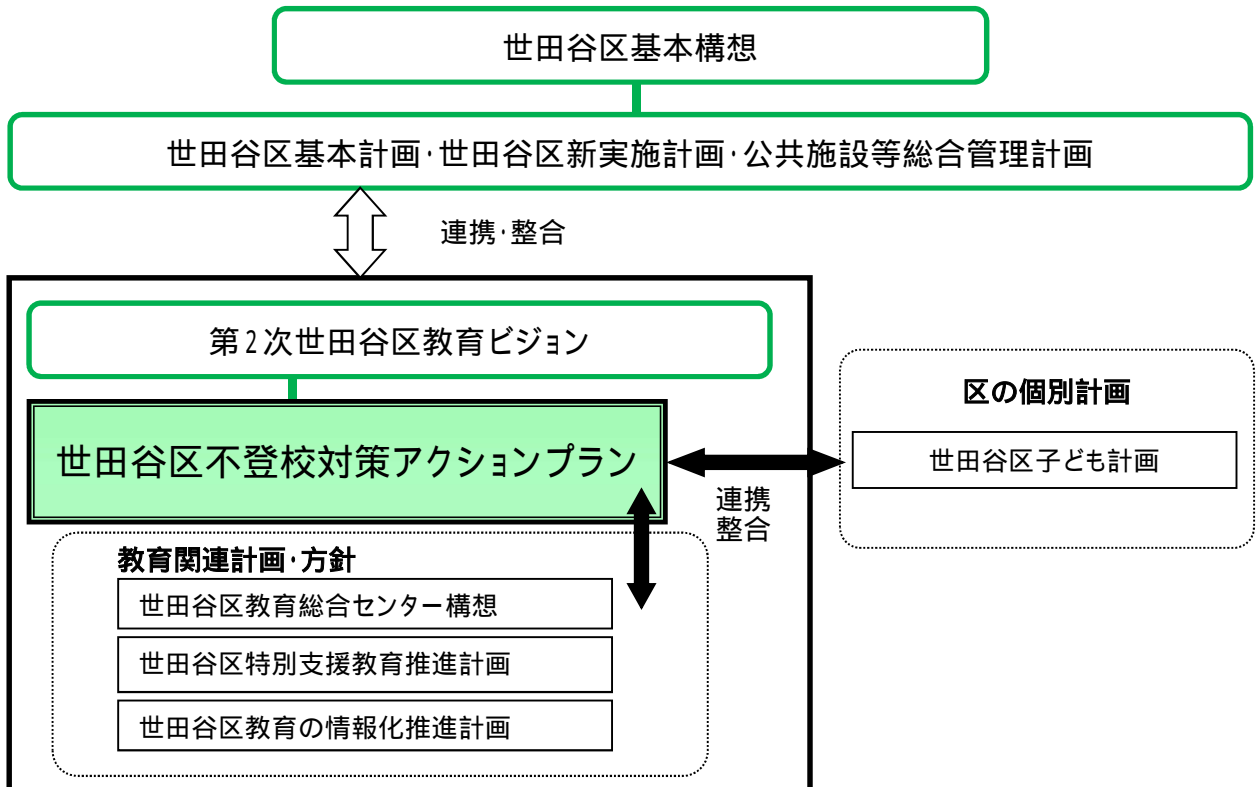 世田谷区基本構想
世田谷区基本計画・世田谷区新実施計画・公共施設等総合管理計画
連携・整合
第2次世田谷区教育ビジョン
世田谷区不登校対策アクションプラン
連携
整合
区の個別計画
世田谷区子ども計画
教育関連計画・方針
世田谷区教育総合センター構想
世田谷区特別支援教育推進計画
世田谷区教育の情報化推進計画